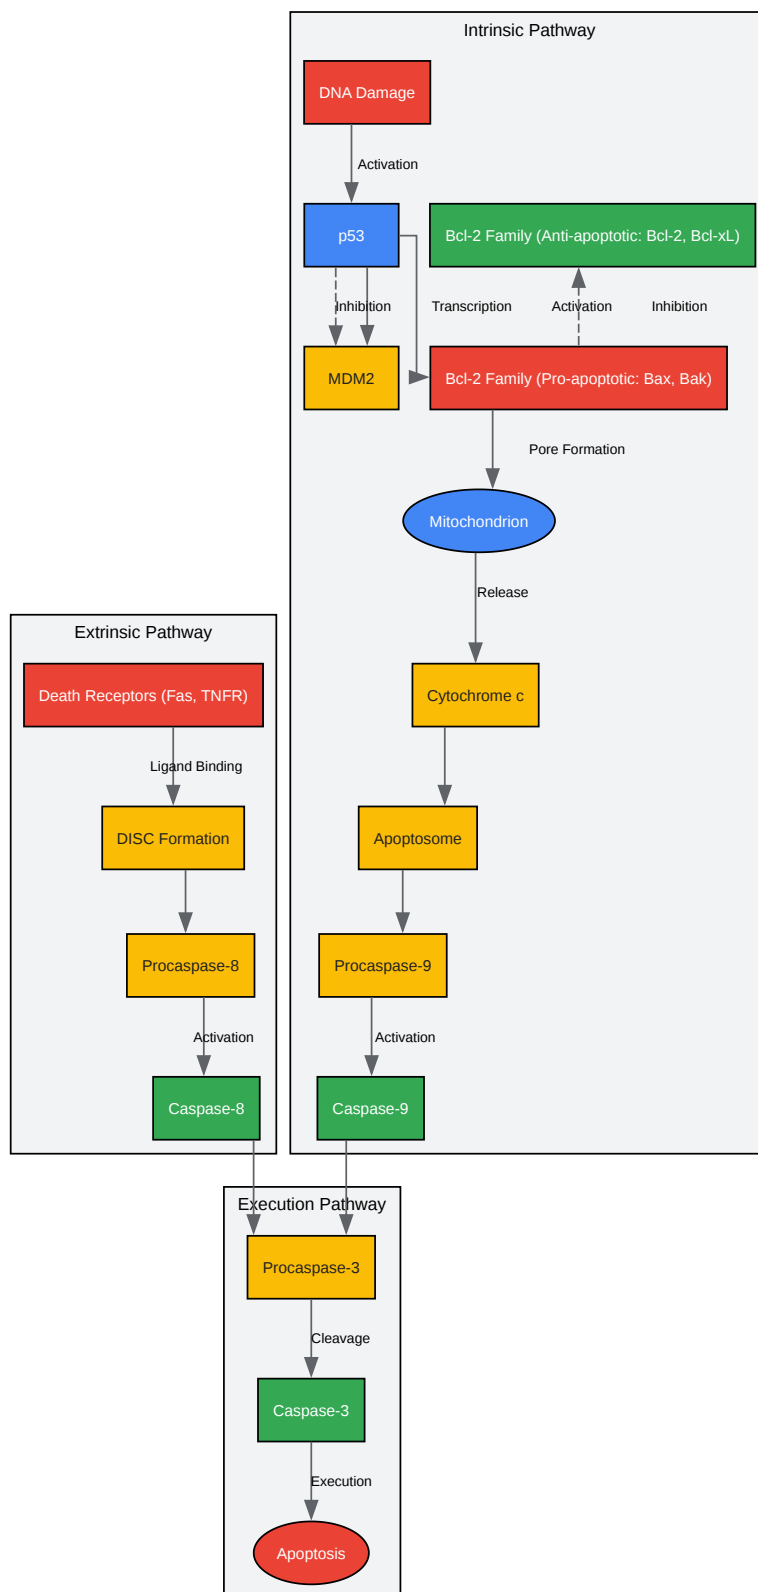 Intrinsic Pathway
DNA Damage
Activation
p53
Bcl-2 Family (Anti-apoptotic: Bcl-2, Bcl-xL)
Inhibition
Transcription
Activation
Inhibition
MDM2
Bcl-2 Family (Pro-apoptotic: Bax, Bak)
Pore Formation
Mitochondrion
Release
Cytochrome c
Apoptosome
Procaspase-9
Activation
Caspase-9
Extrinsic Pathway
Death Receptors (Fas, TNFR)
Ligand Binding
DISC Formation
Procaspase-8
Activation
Caspase-8
Execution Pathway
Procaspase-3
Cleavage
Caspase-3
Execution
Apoptosis